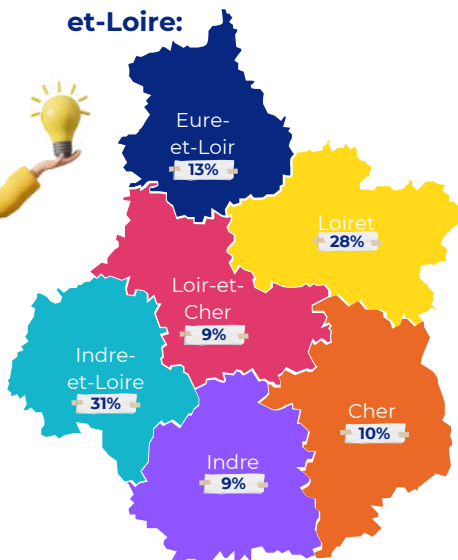 et-Loire:
Eure-
et-Loir
13%
Loiret
28%
Loir-et-
Cher
9%
Indre-
et-Loire
31%
Cher
10%
Indre
9%